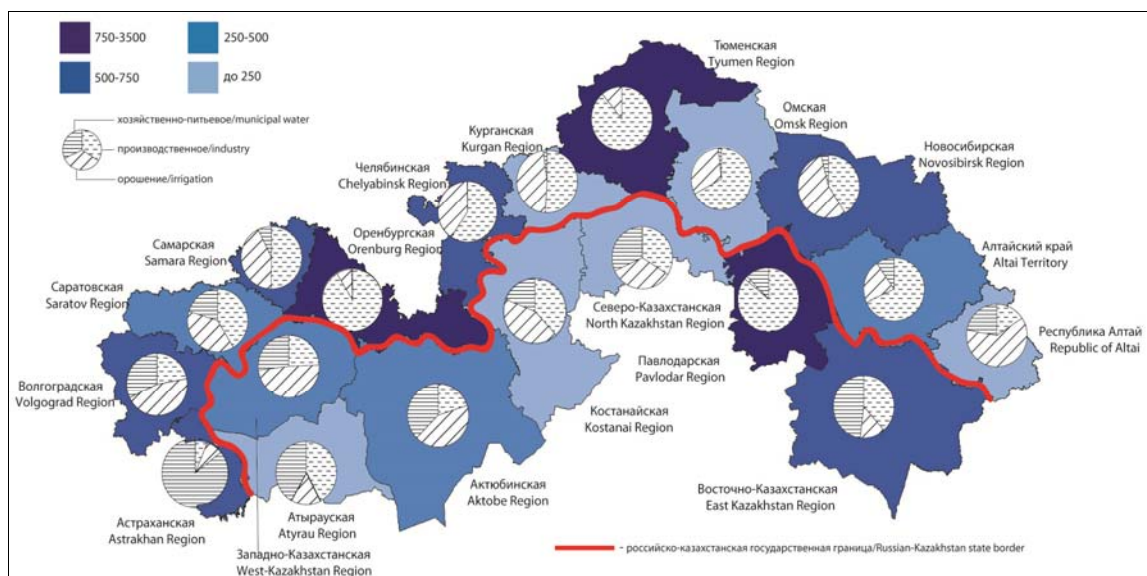 750-3500
250-500
500-750
до 250
хозяйственно-питьевое/municipal water
производственное/industry
орошение/irrigation
Тюменская
Tyumen Region
Омская
Omsk Region
Курганская
Kurgan Region
Новосибирская
Novosibirsk Region
Челябинская
Chelyabinsk Region
Оренбургская
Orenburg Region
Самарская
Samara Region
Алтайский край
Altai Territory
Саратовская
Saratov Region
Северо-Казахстанская
North Kazakhstan Region
Республика Алтай
Republic of Altai
Павлодарская
Pavlodar Region
Волгоградская
Volgograd Region
Костанайская
Kostanai Region
Актюбинская
Aktobe Region
Восточно-Казахстанская
East Kazakhstan Region
Астраханская
Astrakhan Region
Атырауская
Atyrau Region
Западно-Казахстанская
West-Kazakhstan Region
- российско-казахстанская государственная граница/Russian-Kazakhstan state border